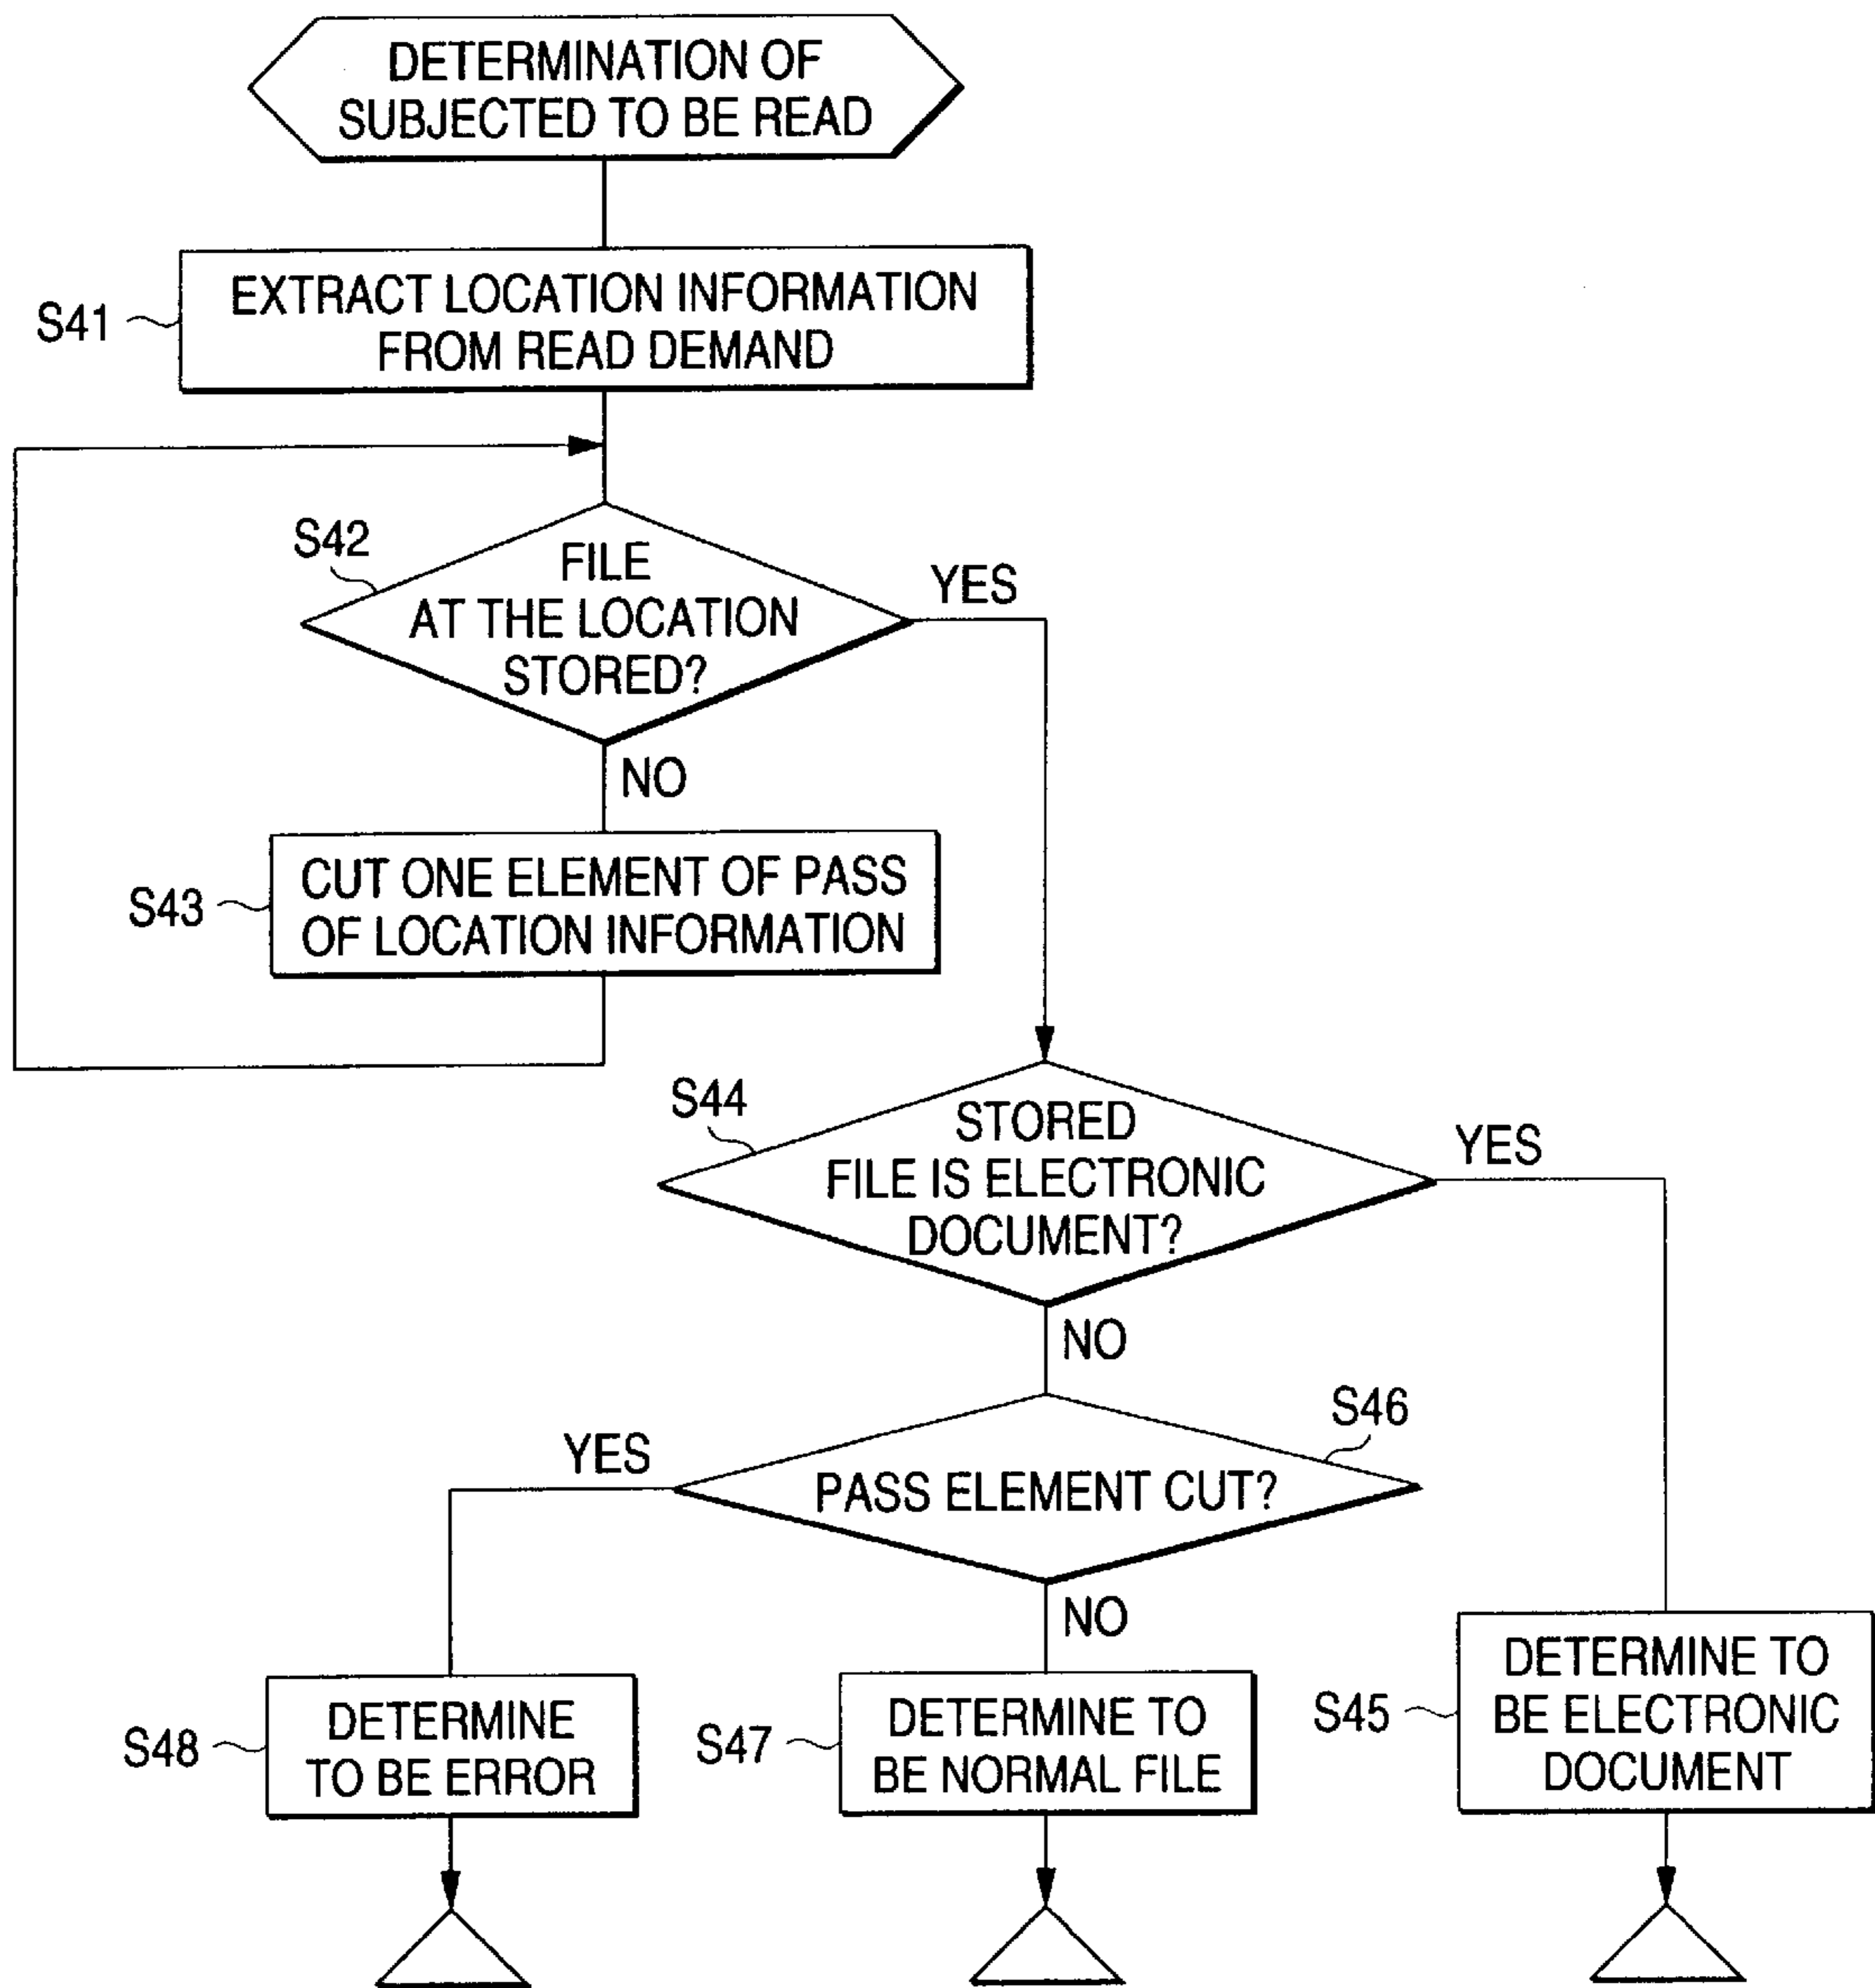 DETERMINATION OF
SUBJECTED TO BE READ
S41
EXTRACT LOCATION INFORMATION
FROM READ DEMAND
S42
FILE
AT THE LOCATION
STORED?
YES
NO
S43
CUT ONE ELEMENT OF PASS
OF LOCATION INFORMATION
S44
STORED
FILE IS ELECTRONIC
DOCUMENT?
YES
NO
S46
YES
PASS ELEMENT CUT?
NO
S48
DETERMINE
TO BE ERROR
S47
DETERMINE TO
BE NORMAL FILE
S45
DETERMINE TO
BE ELECTRONIC
DOCUMENT